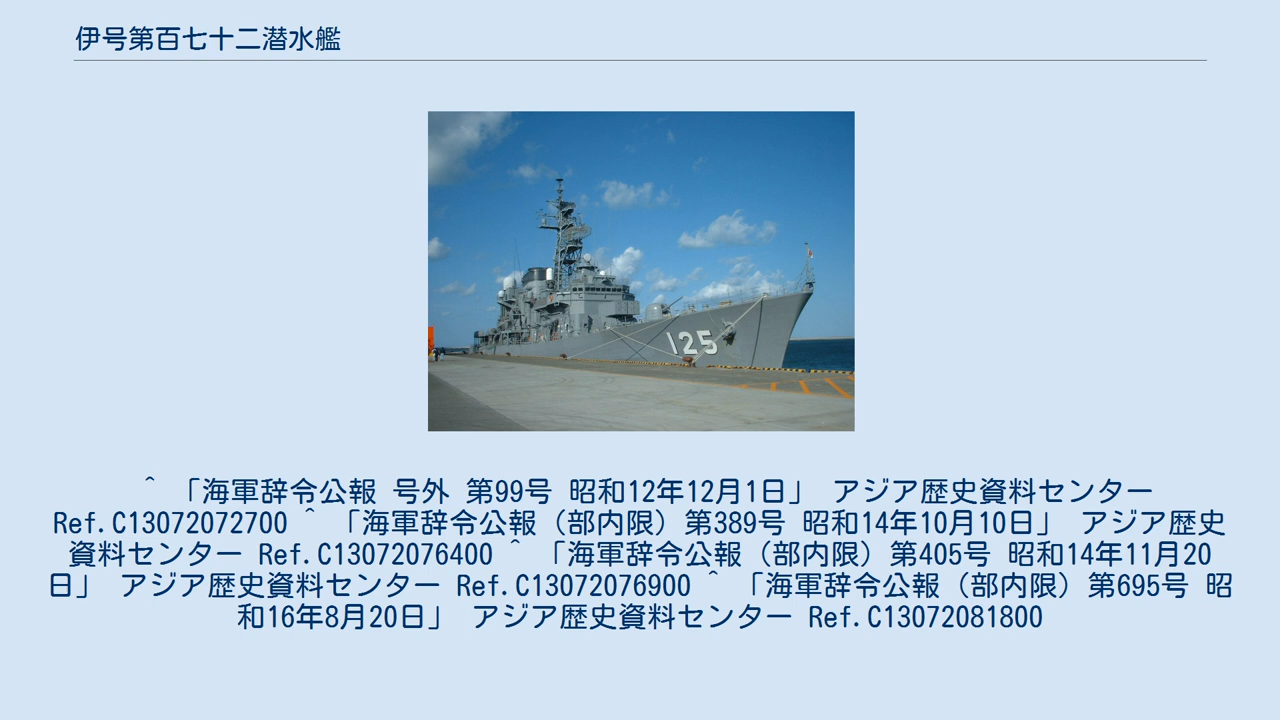 伊号第百七十二潜水艦
125
^ 「海軍辞令公報 号外 第99号 昭和12年12月1日」 アジア歴史資料センター
Ref.C13072072700 ^ 「海軍辞令公報（部内限）第389号 昭和14年10月10日」 アジア歴史
資料センター Ref.C13072076400 ^ 「海軍辞令公報（部内限）第405号 昭和14年11月20
日」 アジア歴史資料センター Ref.C13072076900 ^ 「海軍辞令公報（部内限）第695号 昭
和16年8月20日」 アジア歴史資料センター Ref.C13072081800